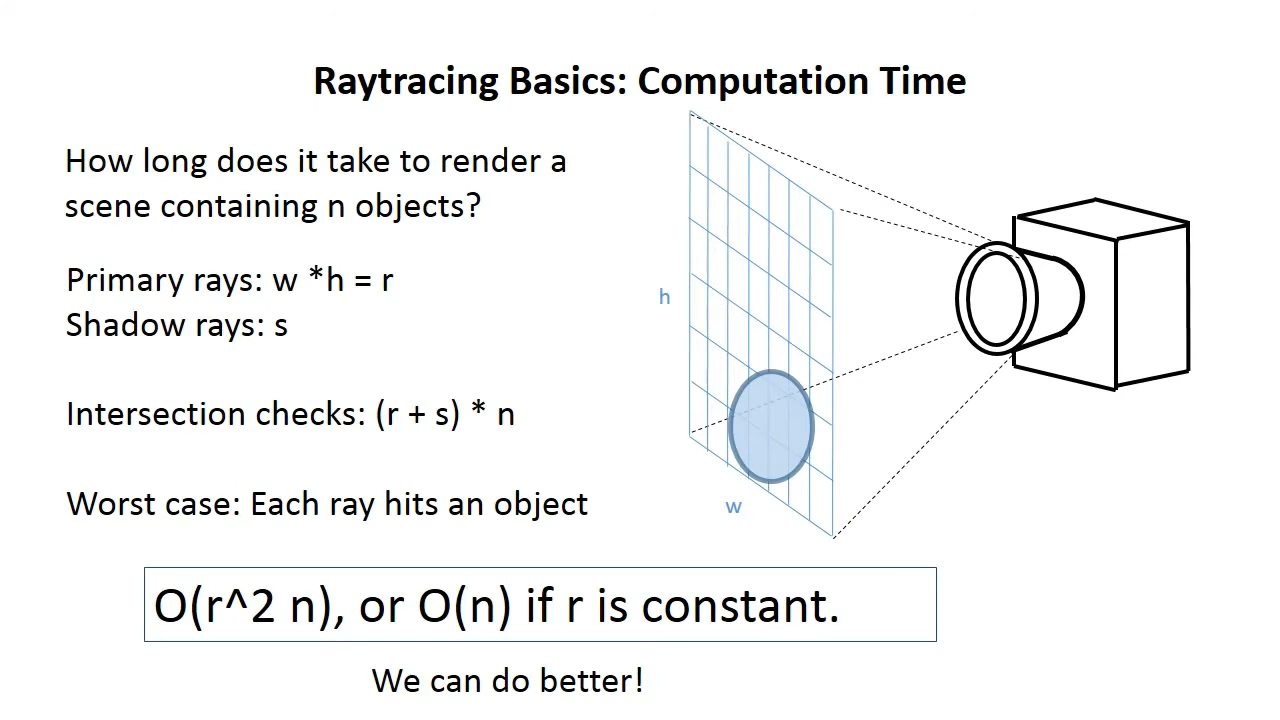 Raytracing Basics: Computation Time
How long does it take to render a
scene containing n objects?
Primary rays: w *h = r
Shadow rays: s
h
Intersection checks: (r + s) * n
Worst case: Each ray hits an object
w
O(r^2 n), or O(n) if r is constant.
We can do better!